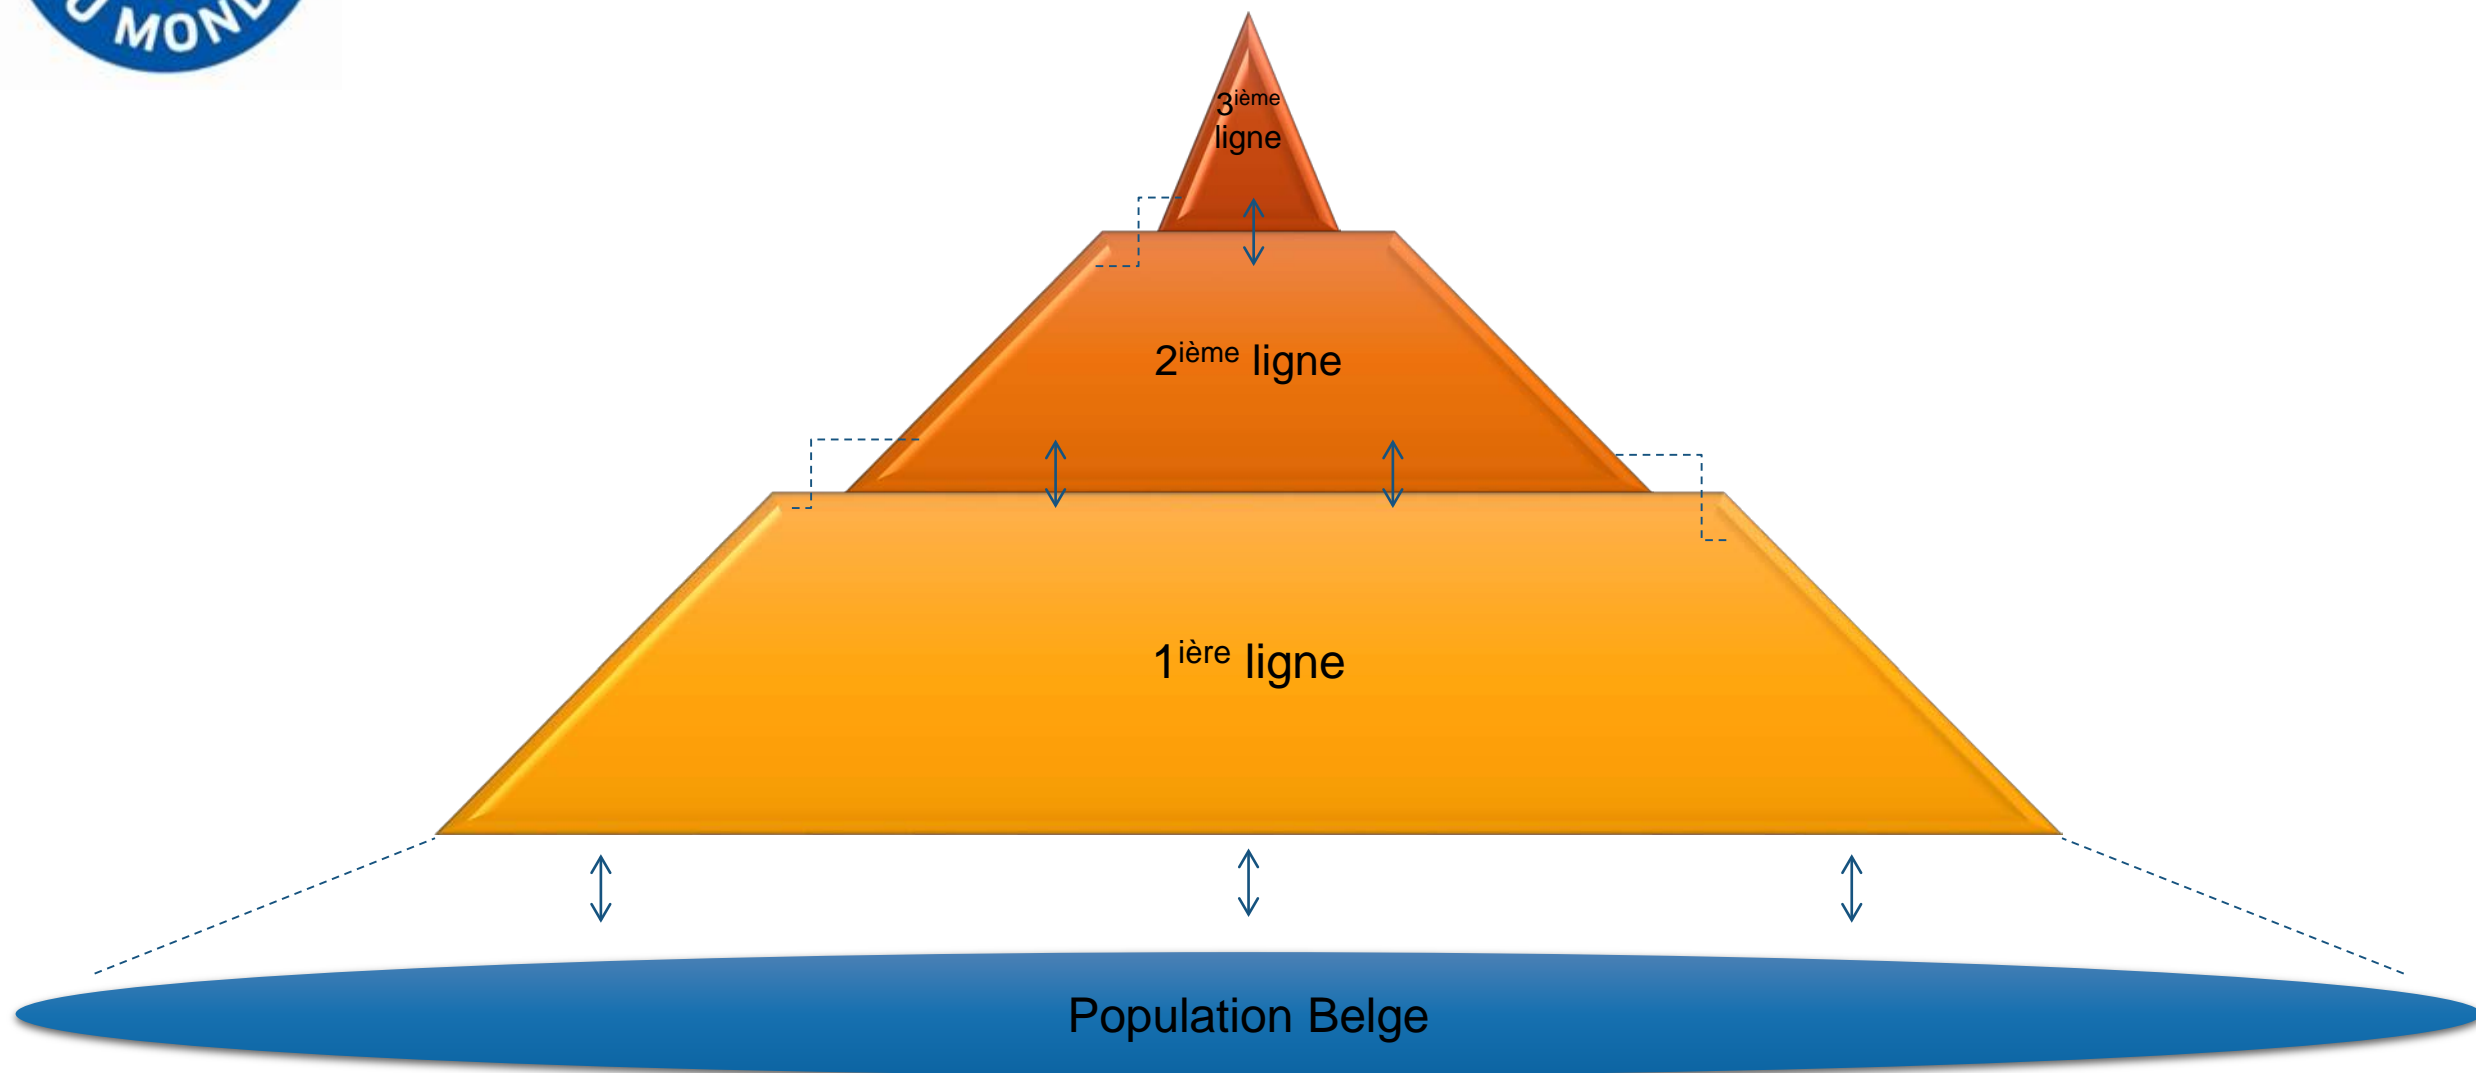 U MOND
3ième
ligne
2ième ligne
1ière ligne
Population Belge